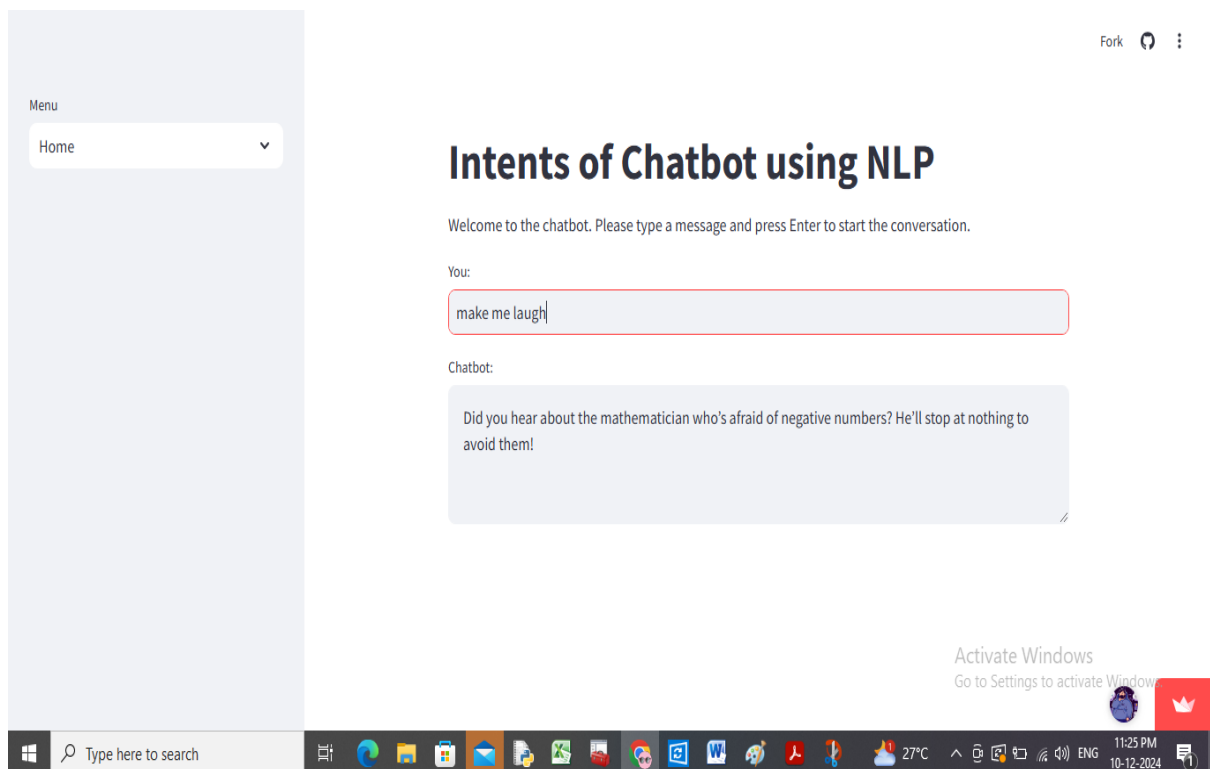 Fork
Menu
Home
Intents of Chatbot using NLP
Welcome to the chatbot. Please type a message and press Enter to start the conversation.
You:
make me laugh
Chatbot:
Did you hear about the mathematician who's afraid of negative numbers? He'll stop at nothing to
avoid them!
Activate Windows
Go to Settings to activate Windows.
Type here to search
27°C
ENG
11:25 PM
10-12-2024